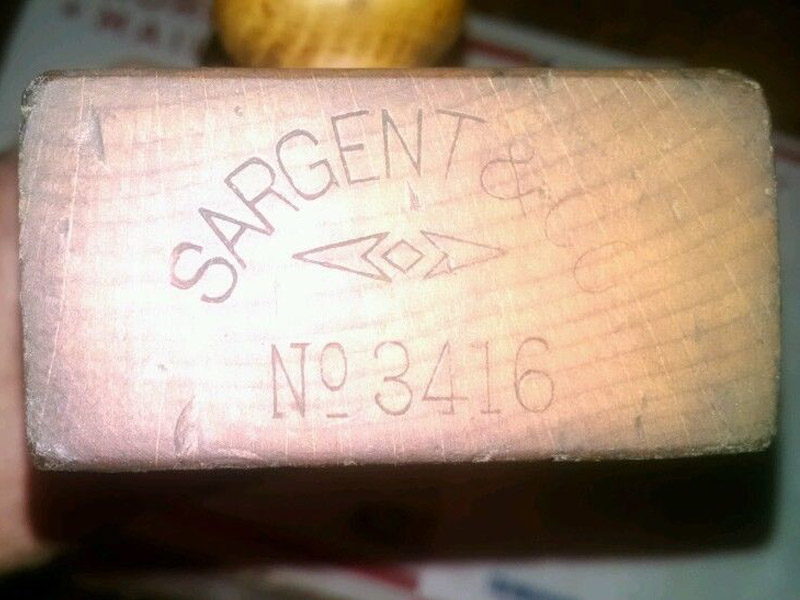 SARGENT & Co
No 3416